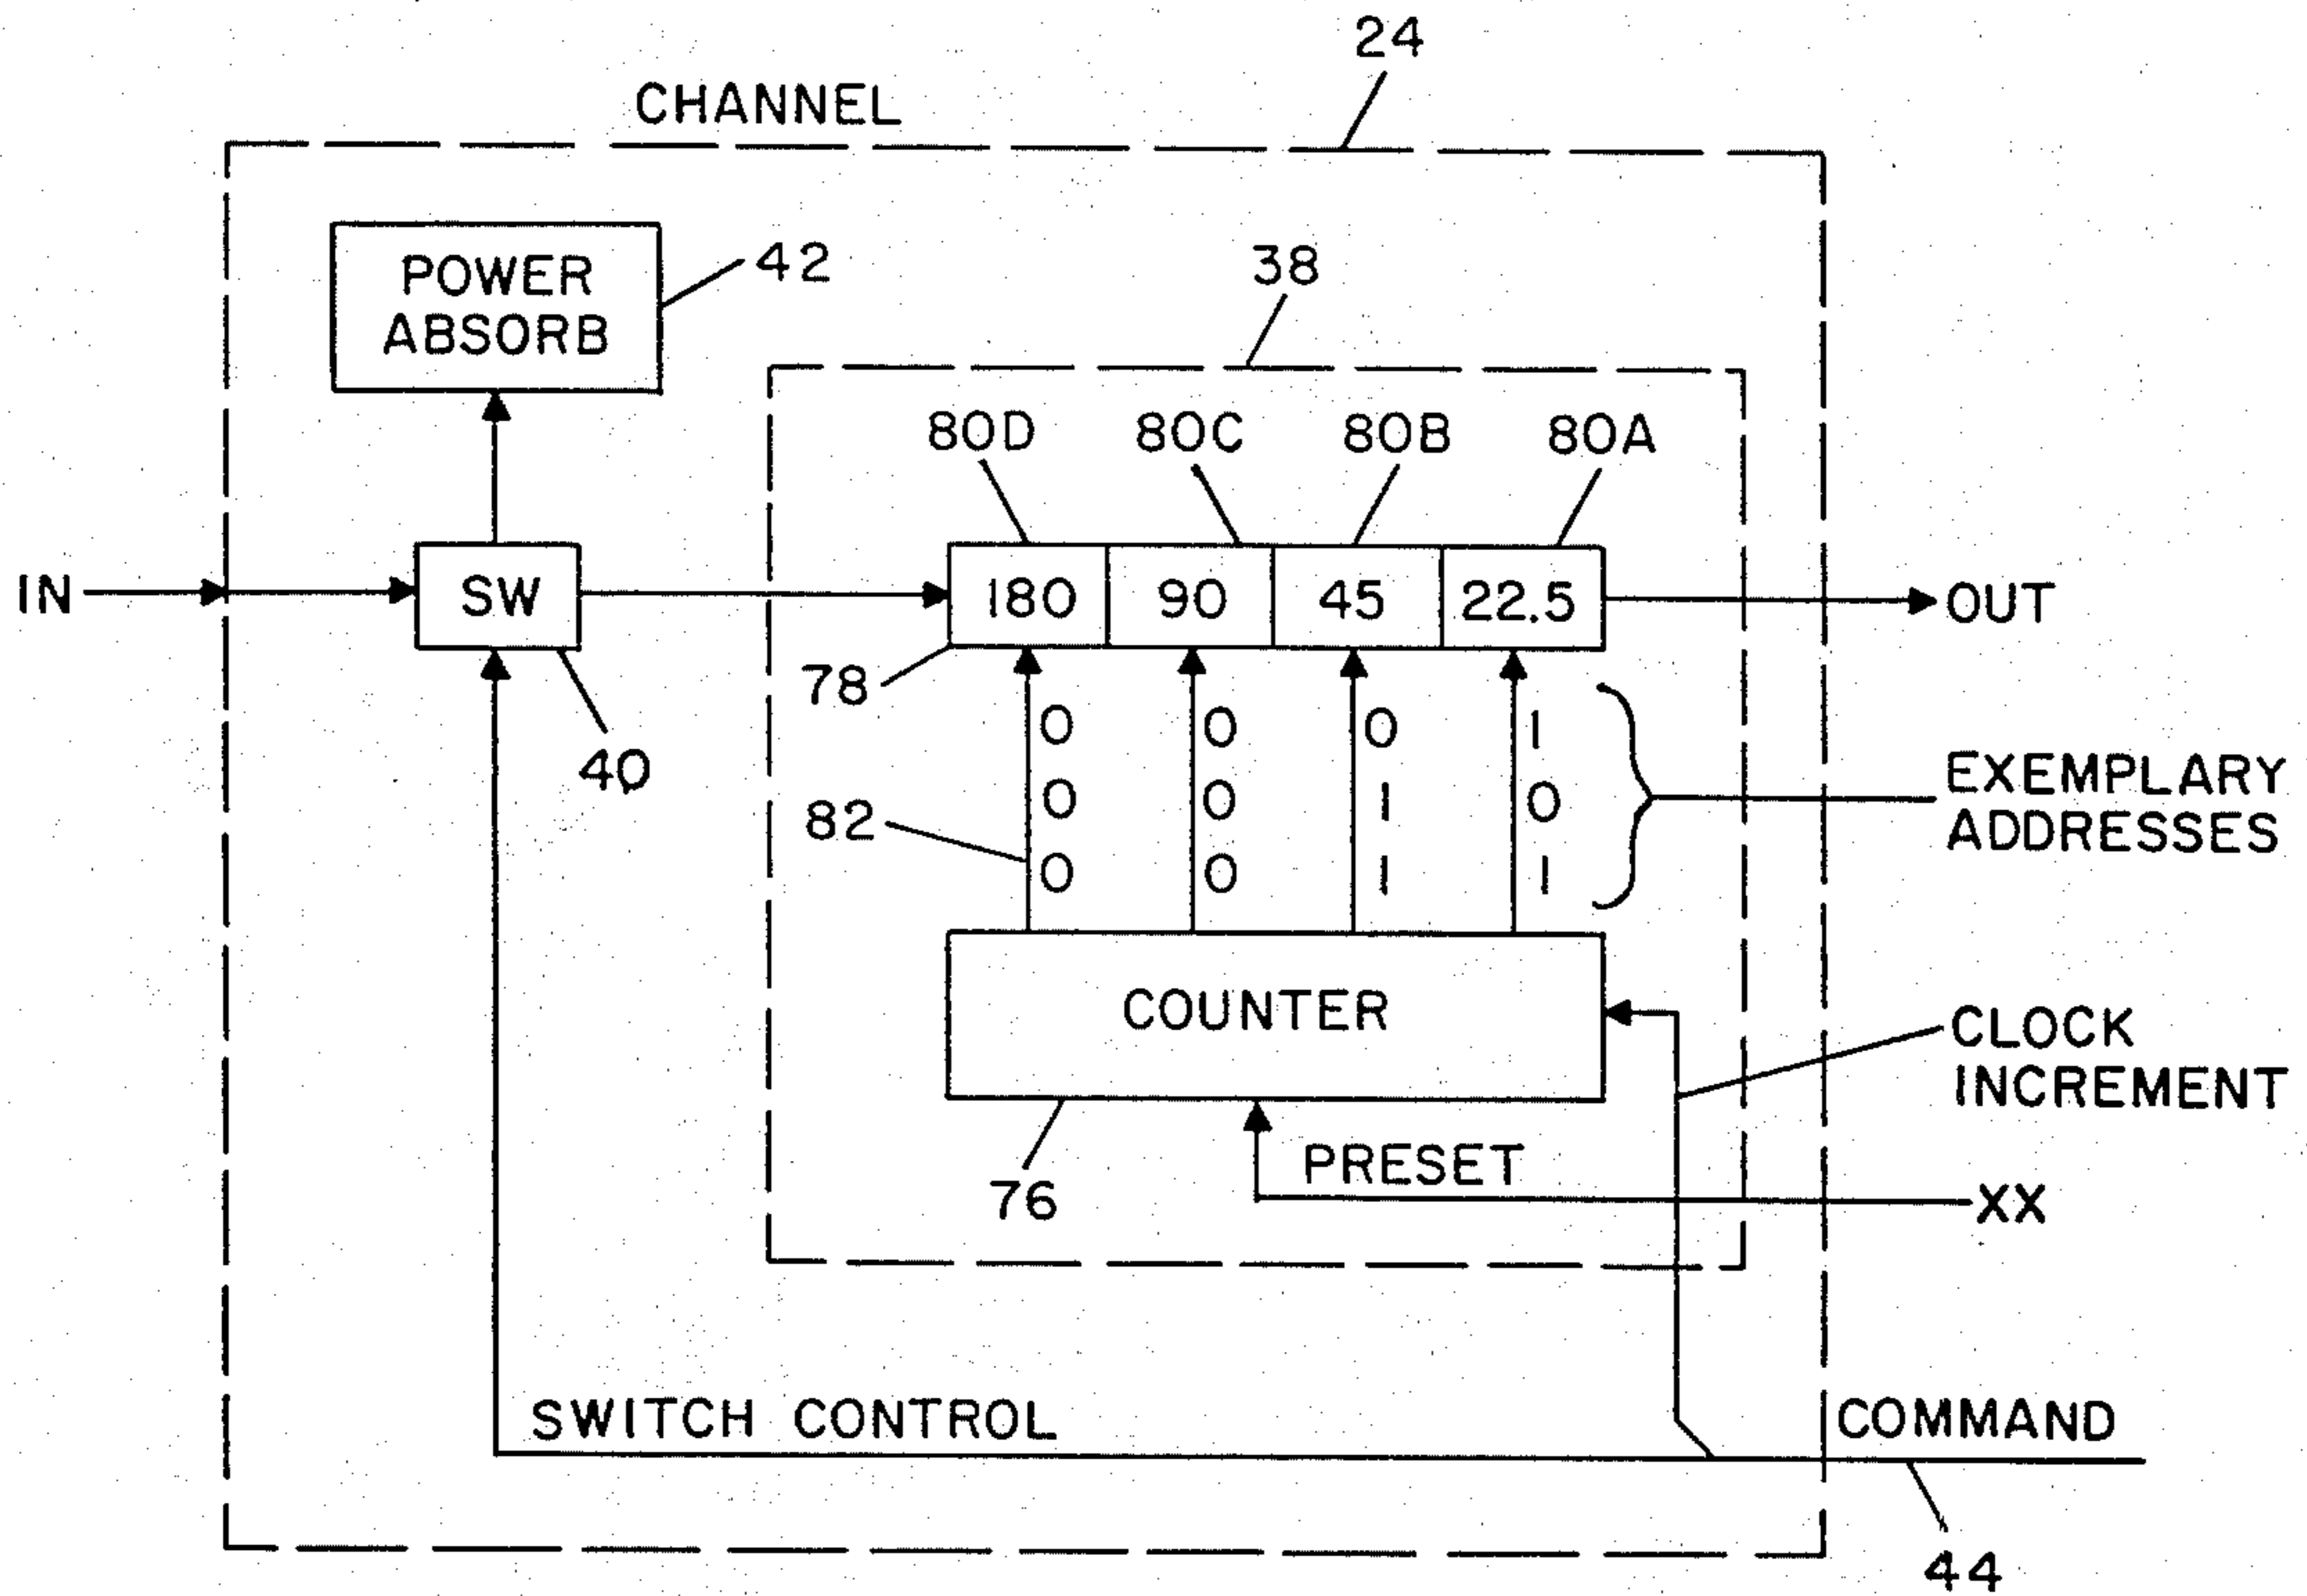 24
CHANNEL
POWER
ABSORB
42
38
80D 80C 80B 80A
IN
SW
180 90 45 22.5
OUT
78
40
0 0 0 1
0 0 1 0
0 0 1 1
82
EXEMPLARY
ADDRESSES
COUNTER
CLOCK
INCREMENT
76
PRESET
XX
SWITCH CONTROL
COMMAND
44